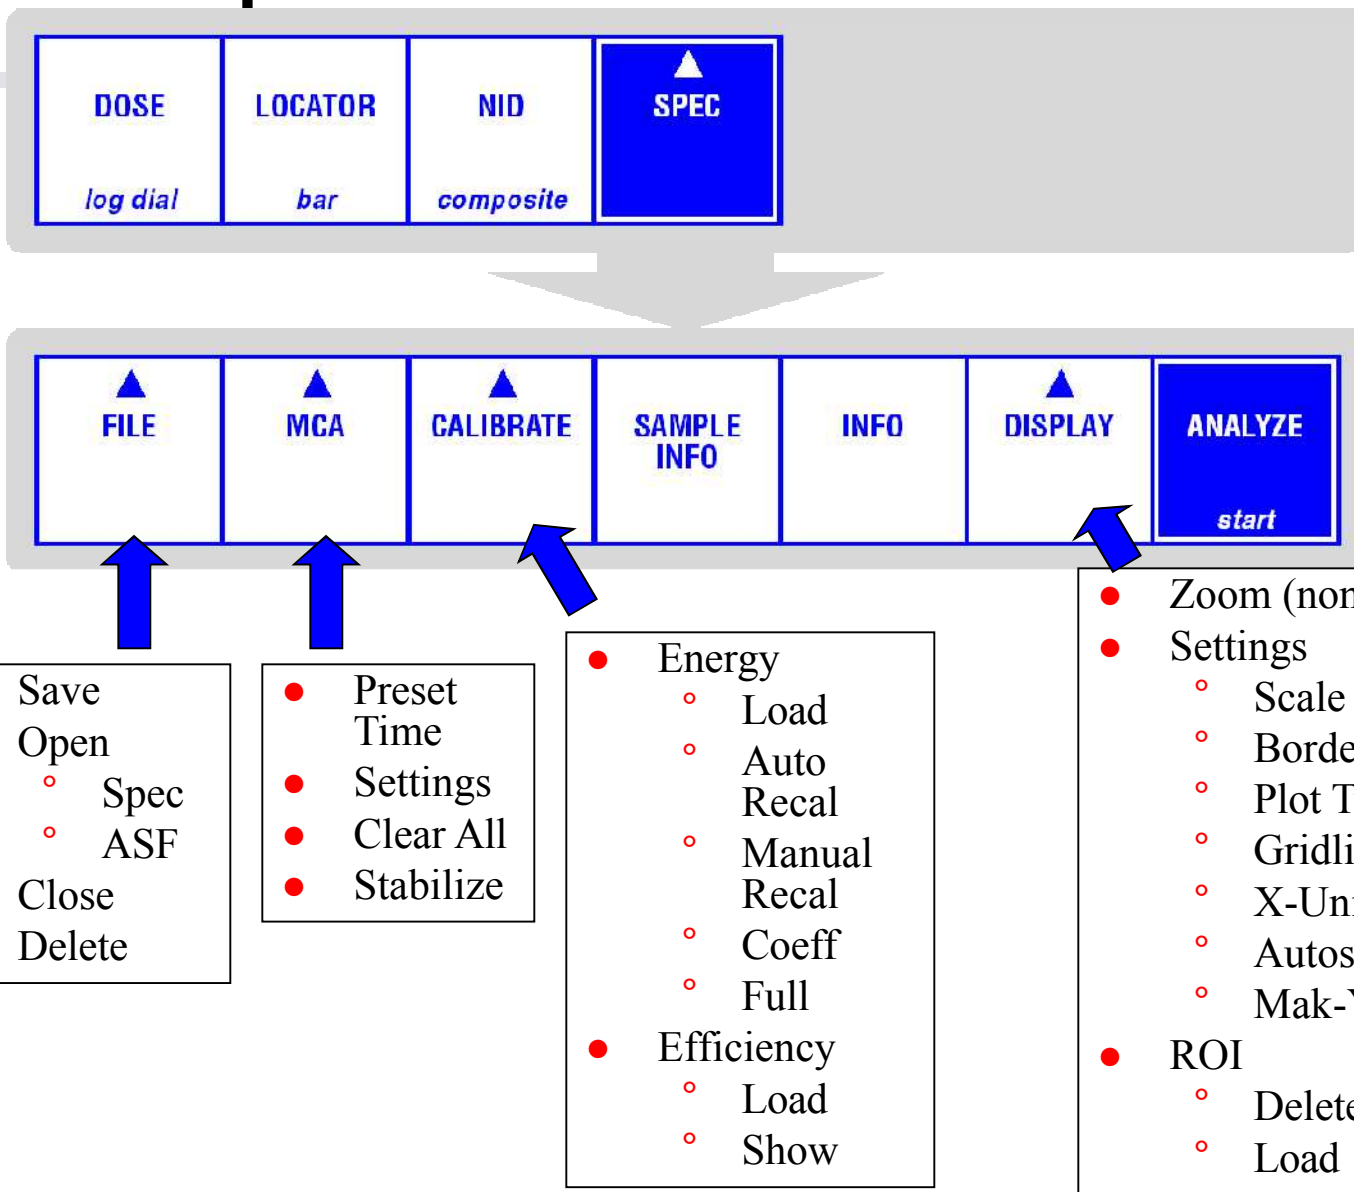 DOSE LOCATOR NID SPEC
log dial bar composite
FILE MCA CALIBRATE SAMPLE INFO INFO DISPLAY ANALYZE
start
Save
Open
Spec
ASF
Close
Delete
Preset
Time
Settings
Clear All
Stabilize
Energy
Load
Auto
Recal
Manual
Recal
Coeff
Full
Efficiency
Load
Show
Zoom
Settings
Scale
Plot
ROI
Load